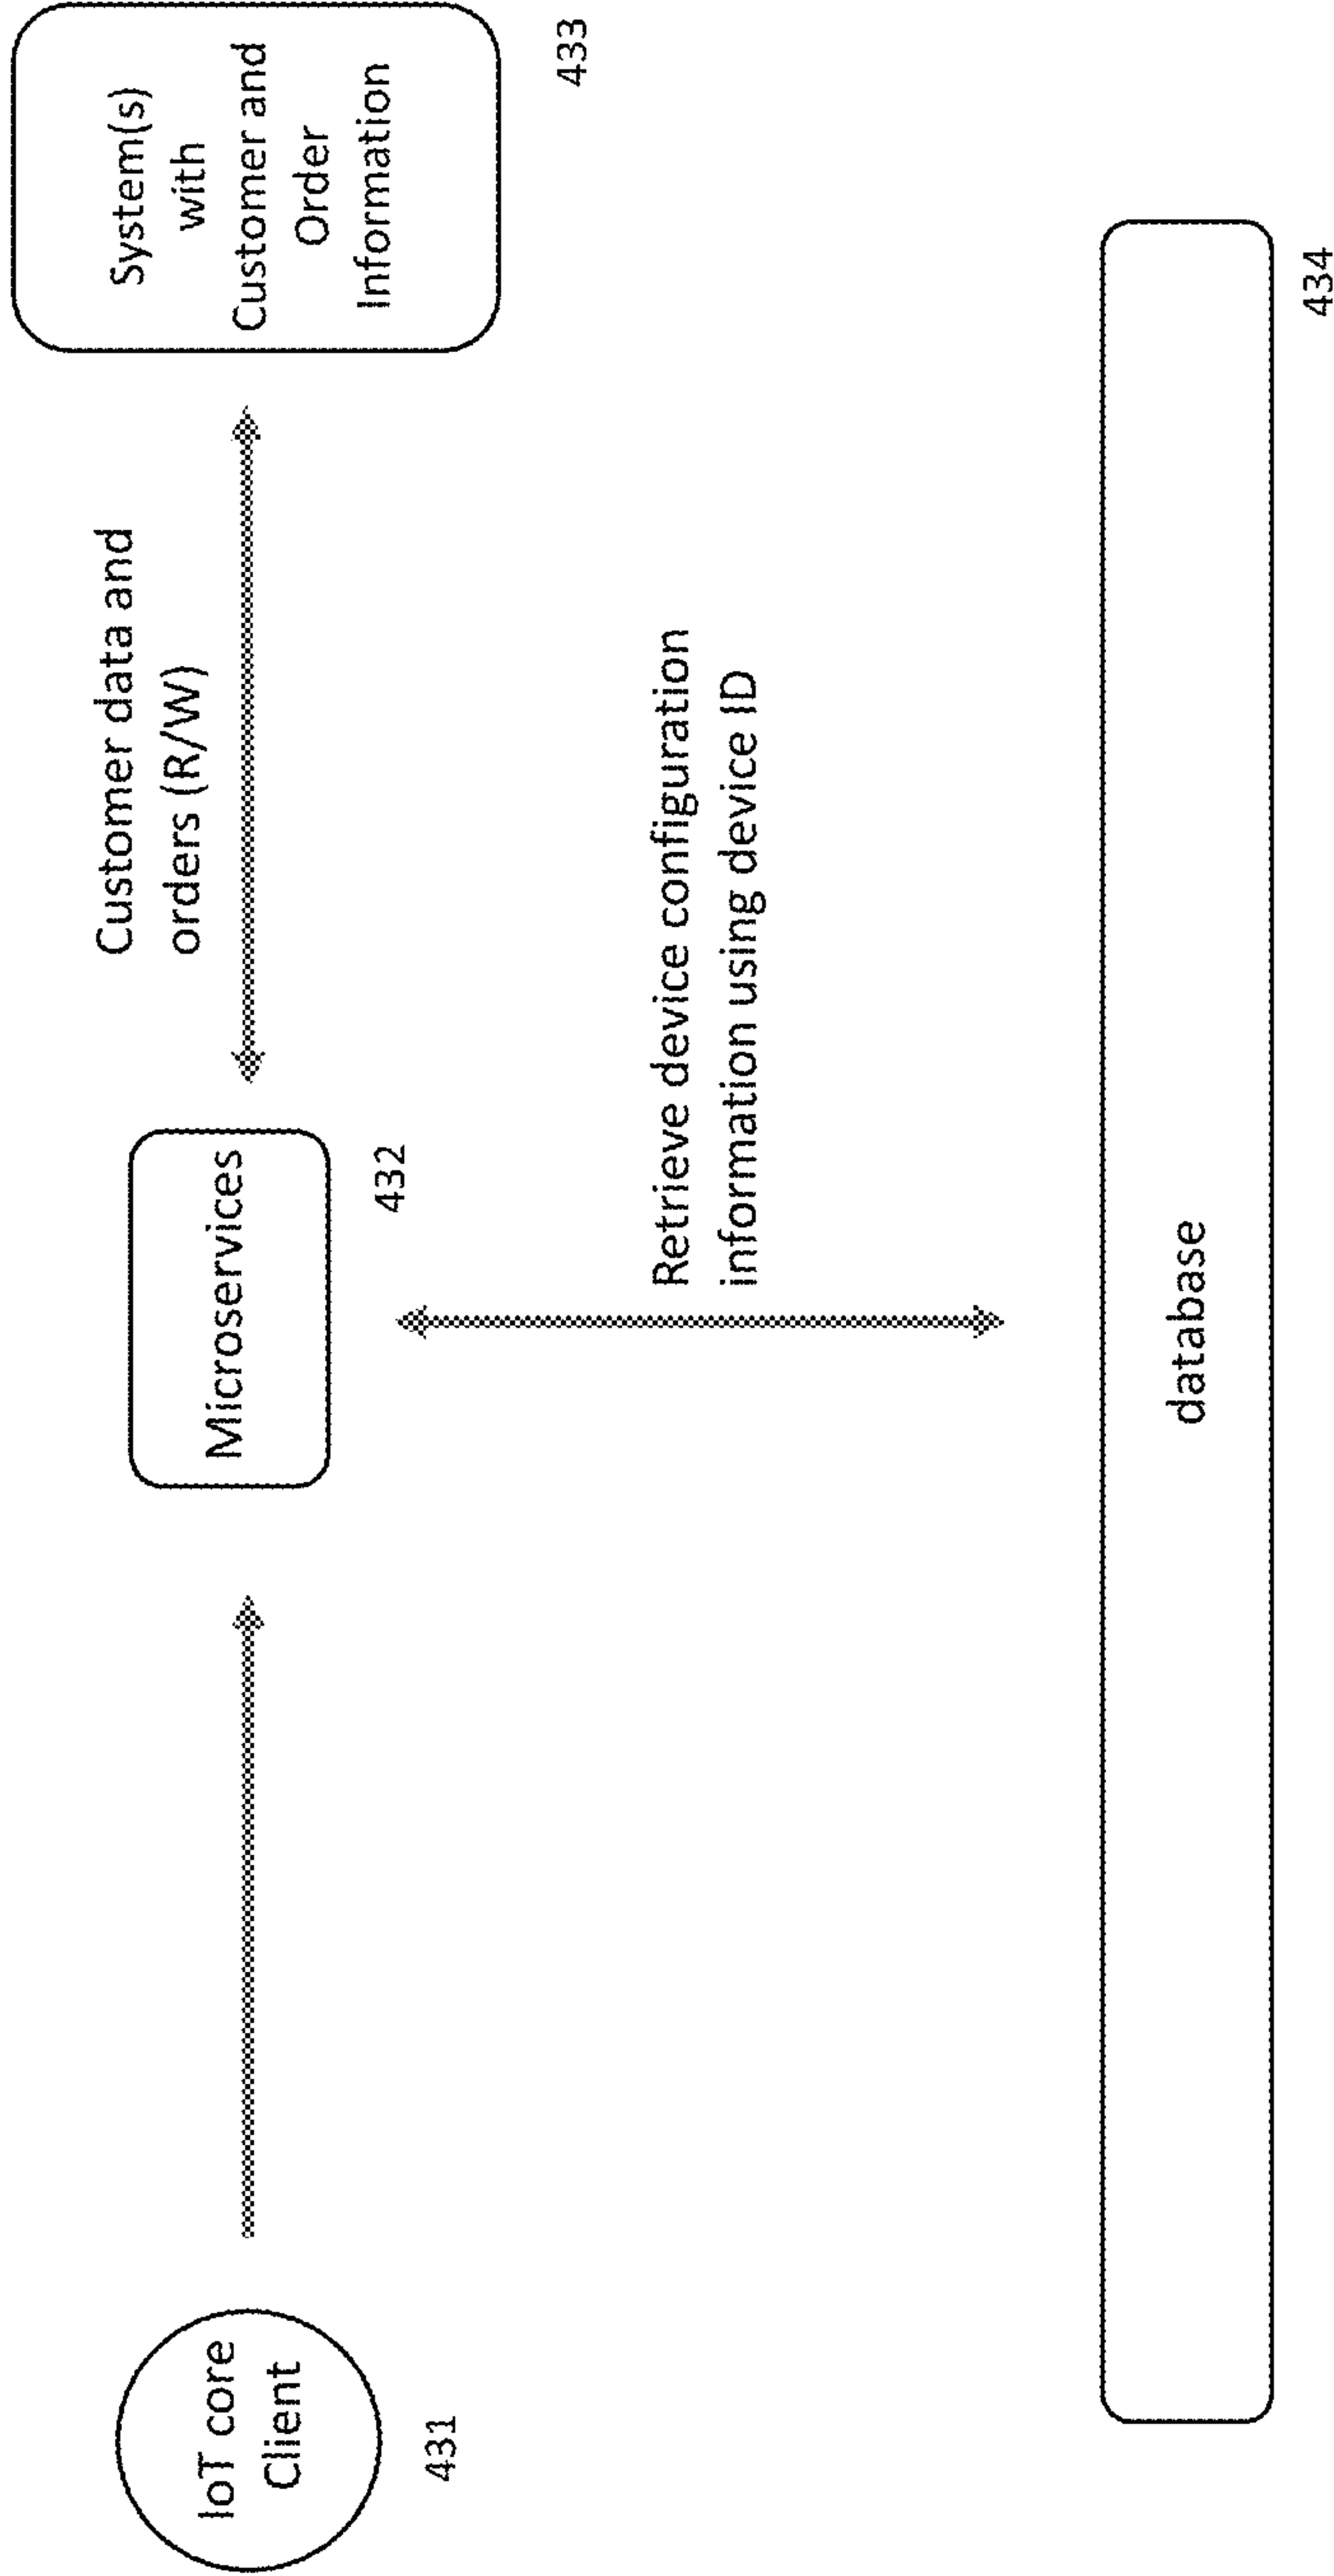 IoT core
Client
431
Microservices
432
Customer data and
orders (R/W)
System(s)
with
Customer and
Order
Information
433
Retrieve device configuration
information using device ID
database
434